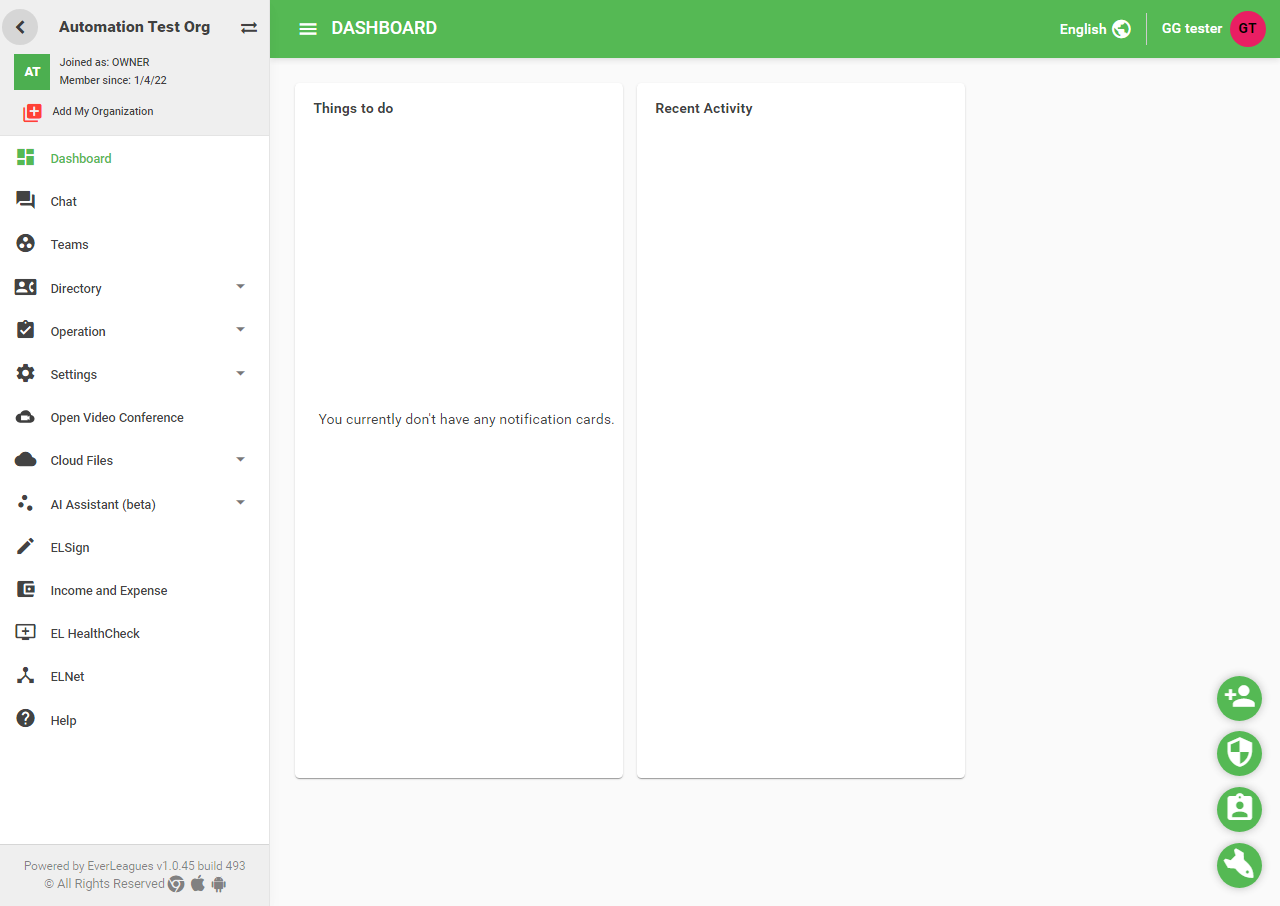 Automation Test Org
AT
Joined as: OWNER
Member since: 1/4/22
Add My Organization
Dashboard
Chat
Teams
Directory
Operation
Settings
Open Video Conference
Cloud Files
AI Assistant (beta)
ELSign
Income and Expense
EL HealthCheck
ELNet
Help
Powered by EverLeagues v1.0.45 build 493
© All Rights Reserved
DASHBOARD
English
GG tester
GT
Things to do
You currently don't have any notification cards.
Recent Activity